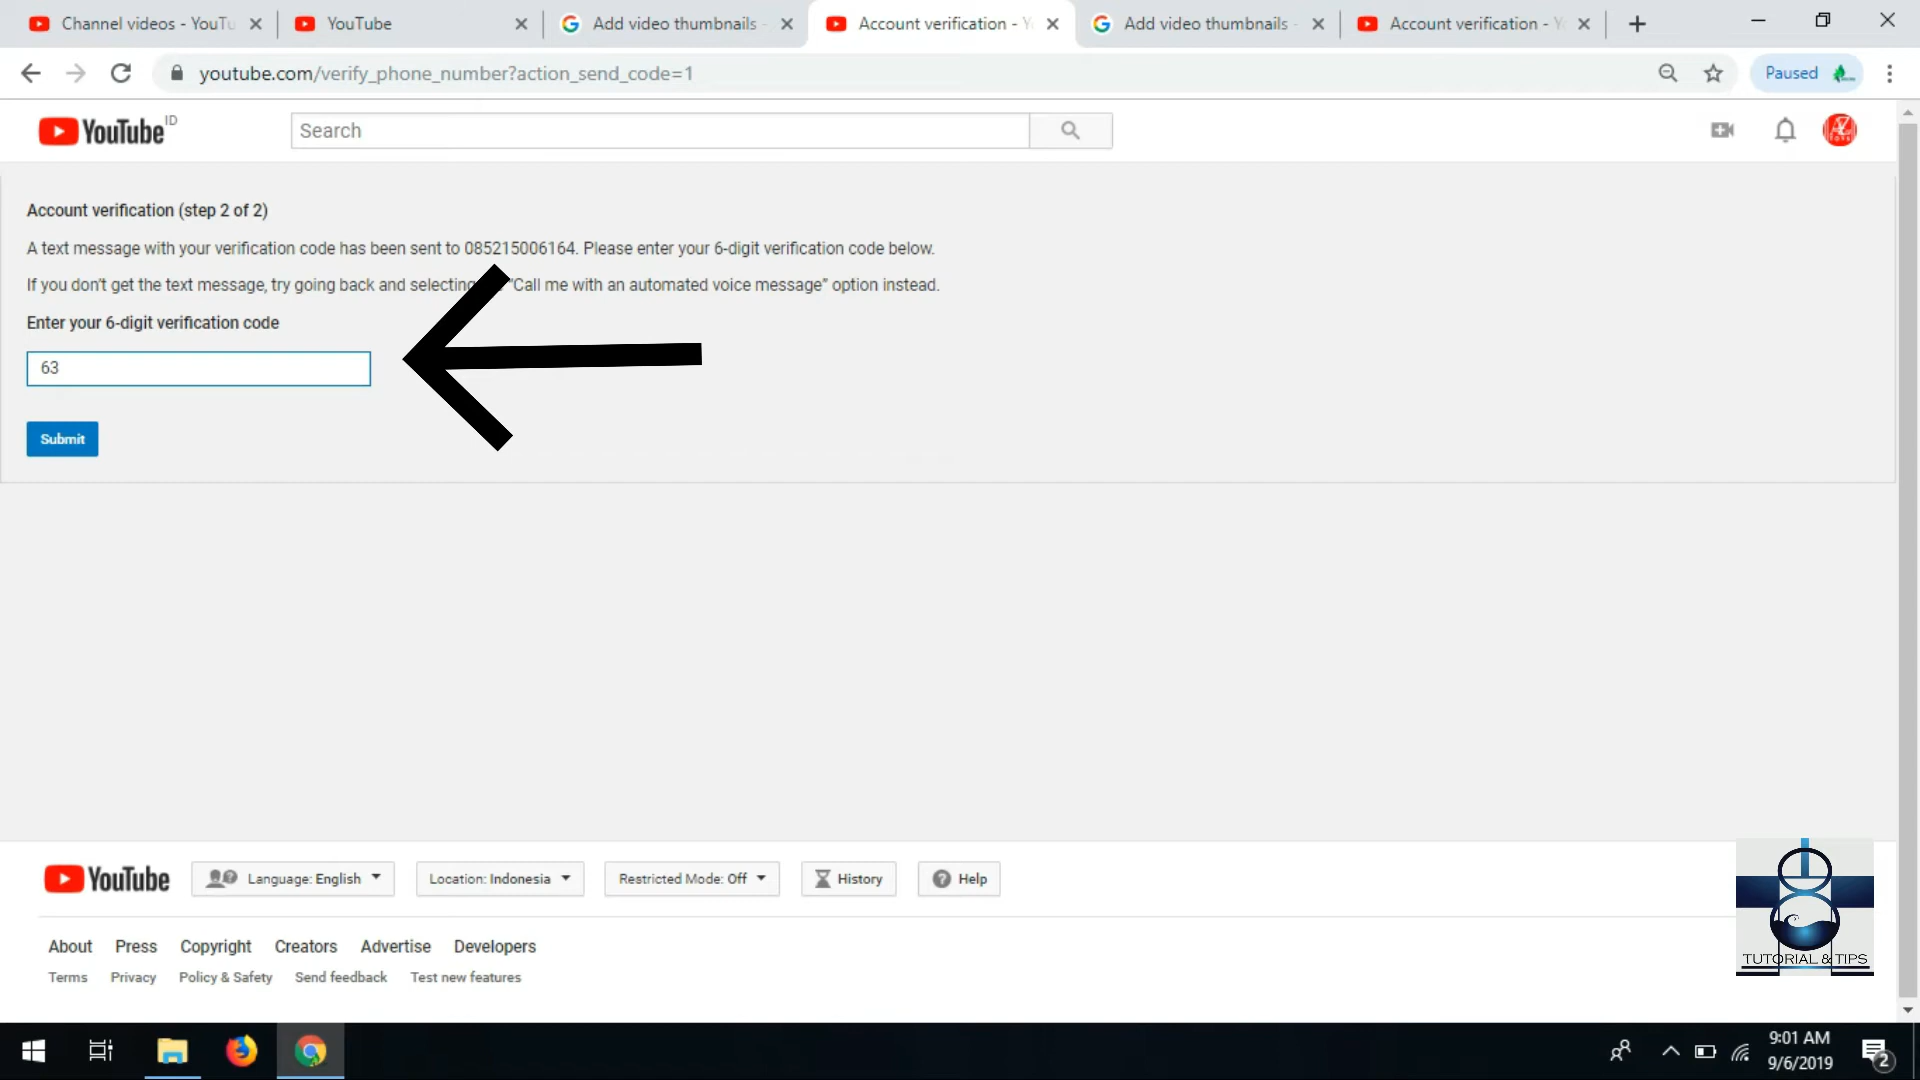 Channel videos - YouTu
YouTube
Add video thumbnails -
Account verification - Y
Add video thumbnails -
Account verification - Y
youtube.com/verify_phone_number?action_send_code=1
Paused
YouTube ID
Search
Account verification (step 2 of 2)
A text message with your verification code has been sent to 085215006164. Please enter your 6-digit verification code below.
If you don't get the text message, try going back and selecting "Call me with an automated voice message" option instead.
Enter your 6-digit verification code
63
Submit
YouTube
Language: English
Location: Indonesia
Restricted Mode: Off
History
Help
About Press Copyright Creators Advertise Developers
Terms Privacy Policy & Safety Send feedback Test new features
TUTORIAL & TIPS
9:01 AM
9/6/2019
2